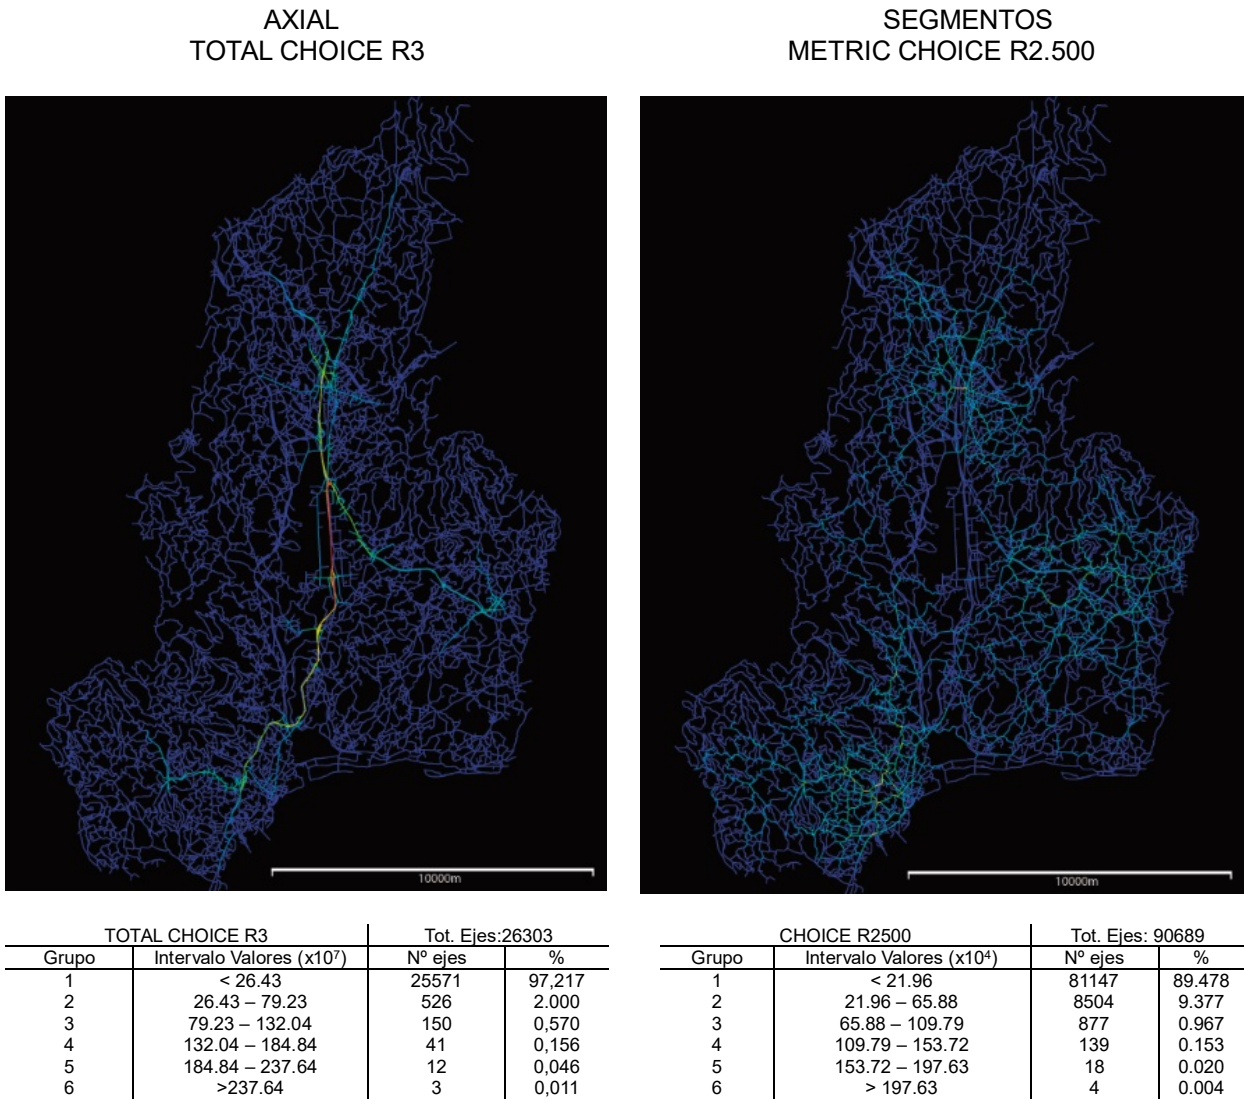 AXIAL
TOTAL CHOICE R3
SEGMENTOS
METRIC CHOICE R2.500
10000m
10000m
TOTAL CHOICE R3 Tot. Ejes:26303
Grupo Intervalo Valores (x10⁷) Nº ejes %
1 < 26.43 25571 97,217
2 26.43 – 79.23 526 2.000
3 79.23 – 132.04 150 0,570
4 132.04 – 184.84 41 0,156
5 184.84 – 237.64 12 0,046
6 >237.64 3 0,011
CHOICE R2500 Tot. Ejes: 90689
Grupo Intervalo Valores (x10⁴) Nº ejes %
1 < 21.96 81147 89.478
2 21.96 – 65.88 8504 9.377
3 65.88 – 109.79 877 0.967
4 109.79 – 153.72 139 0.153
5 153.72 – 197.63 18 0.020
6 > 197.63 4 0.004